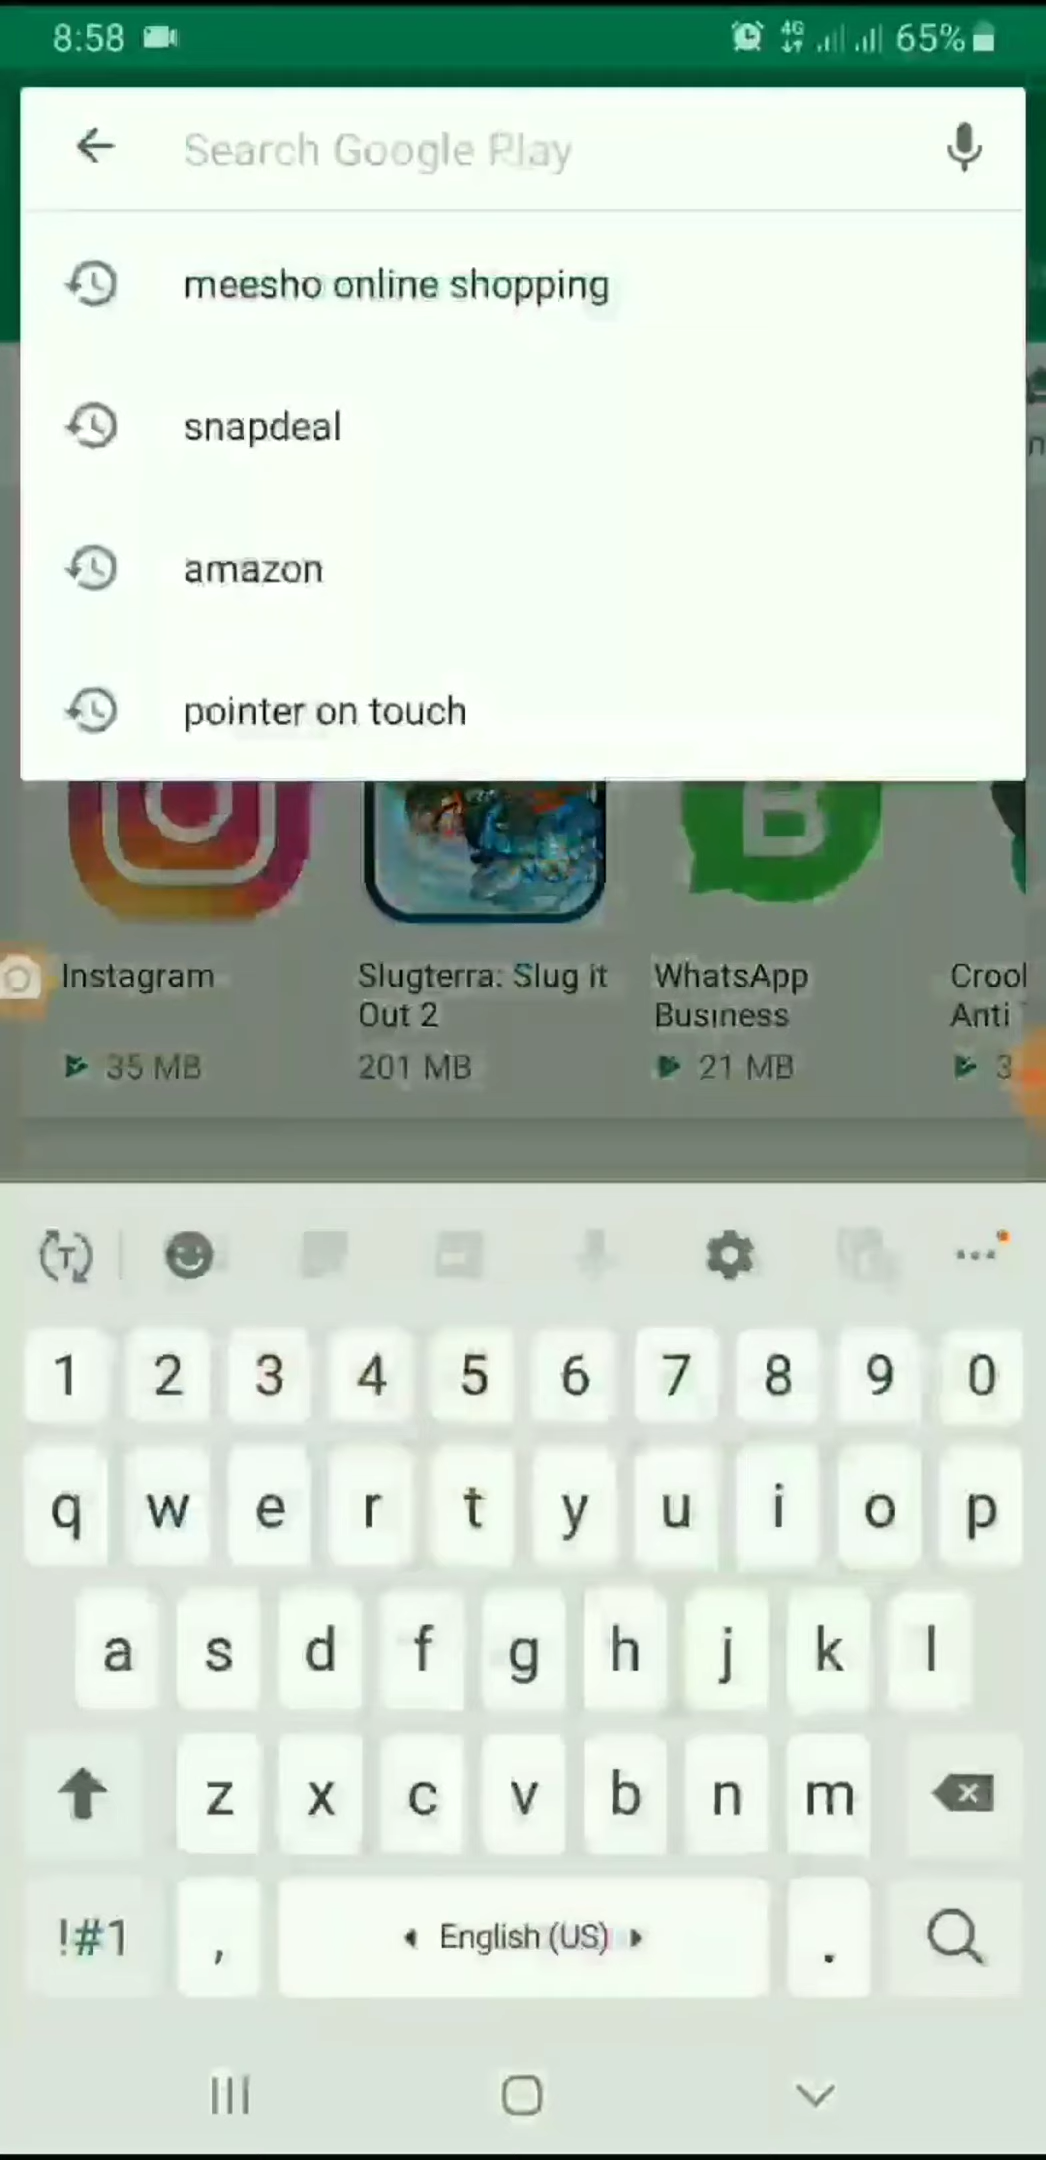 8:58 4G 65%
Search Google Play
meesho online shopping
snapdeal
amazon
pointer on touch
Instagram
Slugterra: Slug it
Out 2
WhatsApp
Business
Crool
Anti
35 MB
201 MB
21 MB
3
1 2 3 4 5 6 7 8 9 0
q w e r t y u i o p
a s d f g h j k l
z x c v b n m
!#1 , English (US) .